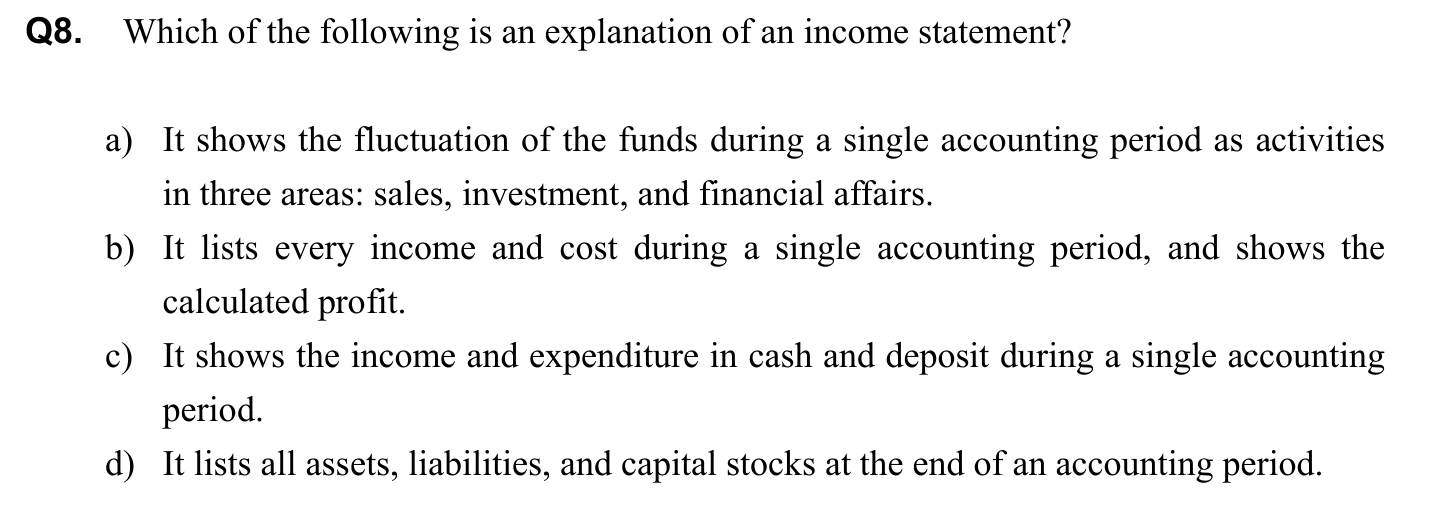 Q8. Which of the following is an explanation of an income statement?
a) It shows the fluctuation of the funds during a single accounting period as activities
in three areas: sales, investment, and financial affairs.
b) It lists every income and cost during a single accounting period, and shows the
calculated profit.
c) It shows the income and expenditure in cash and deposit during a single accounting
period.
d) It lists all assets, liabilities, and capital stocks at the end of an accounting period.